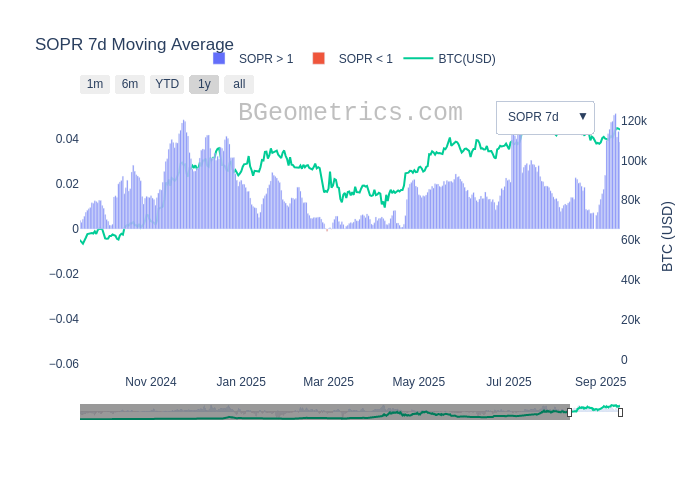 SOPR 7d Moving Average
SOPR > 1
SOPR < 1
BTC(USD)
1m
6m
YTD
1y
all
BGeometrics.com
SOPR 7d ▼
0.04
0.02
0
−0.02
−0.04
−0.06
120k
100k
80k
60k
40k
20k
0
BTC (USD)
Nov 2024
Jan 2025
Mar 2025
May 2025
Jul 2025
Sep 2025